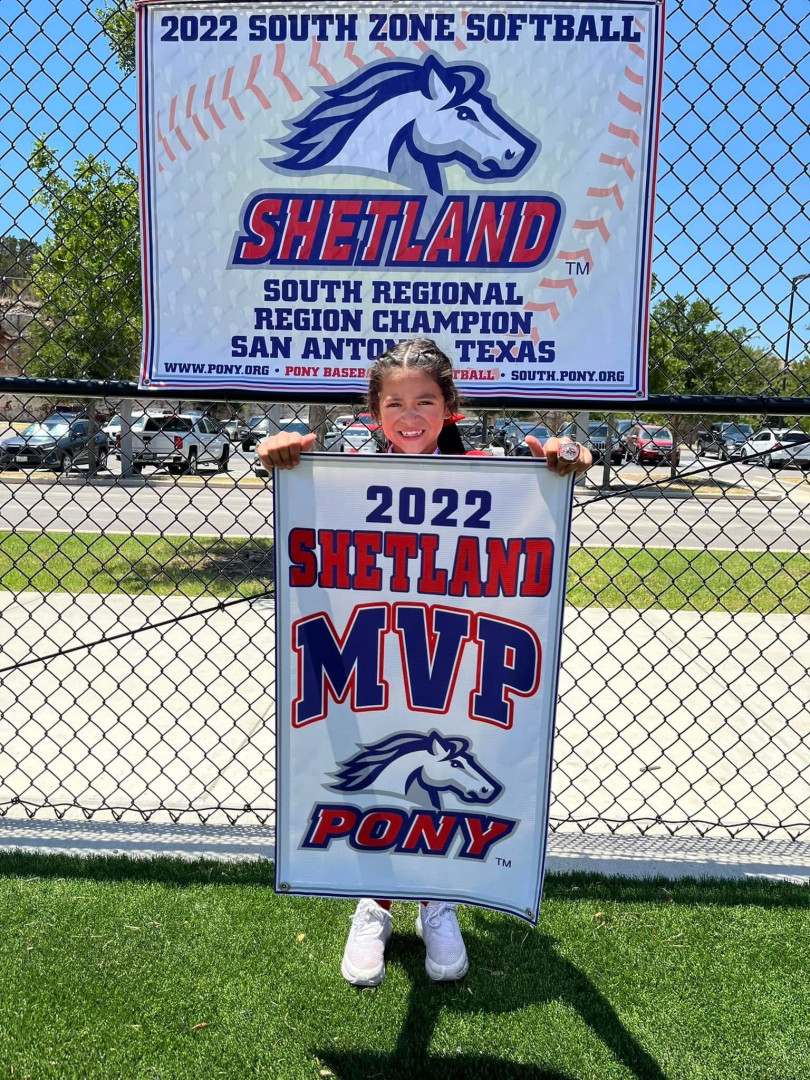 2022 SOUTH ZONE SOFTBALL
SHETLAND
TM
SOUTH REGIONAL
REGION CHAMPION
SAN TEXAS
WWW.PONY.ORG • PONY • SOUTH.PONY.ORG
2022
SHETLAND
MVP
PONY
TM